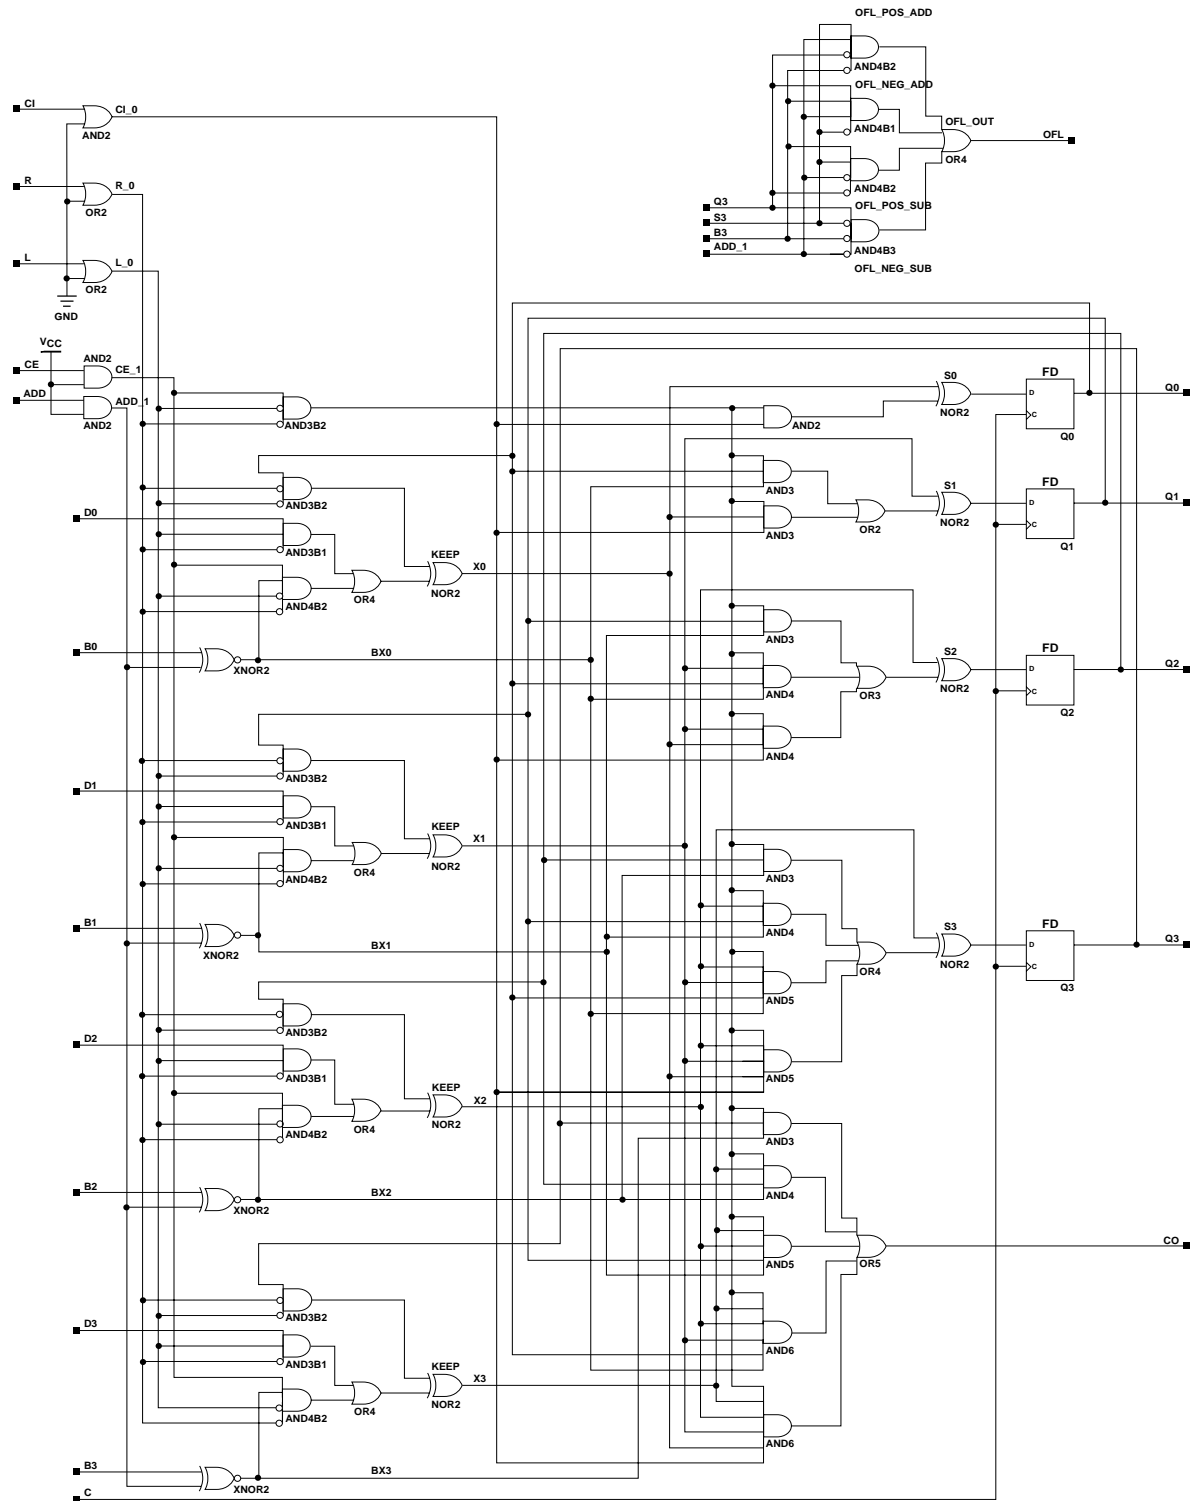 OFL_POS_ADD
AND4B2
OFL_NEG_ADD
CI
CI_0
AND2
AND4B1
OFL_OUT
OFL
OR4
AND4B2
R
R_0
OR2
Q3
OFL_POS_SUB
S3
B3
ADD_1
AND4B3
OFL_NEG_SUB
L
L_0
OR2
GND
VCC
CE
AND2
CE_1
ADD
ADD_1
AND2
AND3B2
AND2
S0
NOR2
FD
D
C
Q0
Q0
AND3B2
AND3
AND3
OR2
S1
NOR2
FD
D
C
Q1
Q1
D0
AND3B1
KEEP
X0
NOR2
AND4B2
OR4
B0
XNOR2
BX0
AND3
AND4
AND4
OR3
S2
NOR2
FD
D
C
Q2
Q2
AND3B2
D1
AND3B1
KEEP
X1
NOR2
AND4B2
OR4
B1
XNOR2
BX1
AND3
AND4
AND5
AND5
OR4
S3
NOR2
FD
D
C
Q3
Q3
AND3B2
D2
AND3B1
KEEP
X2
NOR2
AND4B2
OR4
B2
XNOR2
BX2
AND3
AND4
AND5
AND6
AND6
OR5
CO
AND3B2
D3
AND3B1
KEEP
X3
NOR2
AND4B2
OR4
B3
XNOR2
BX3
C